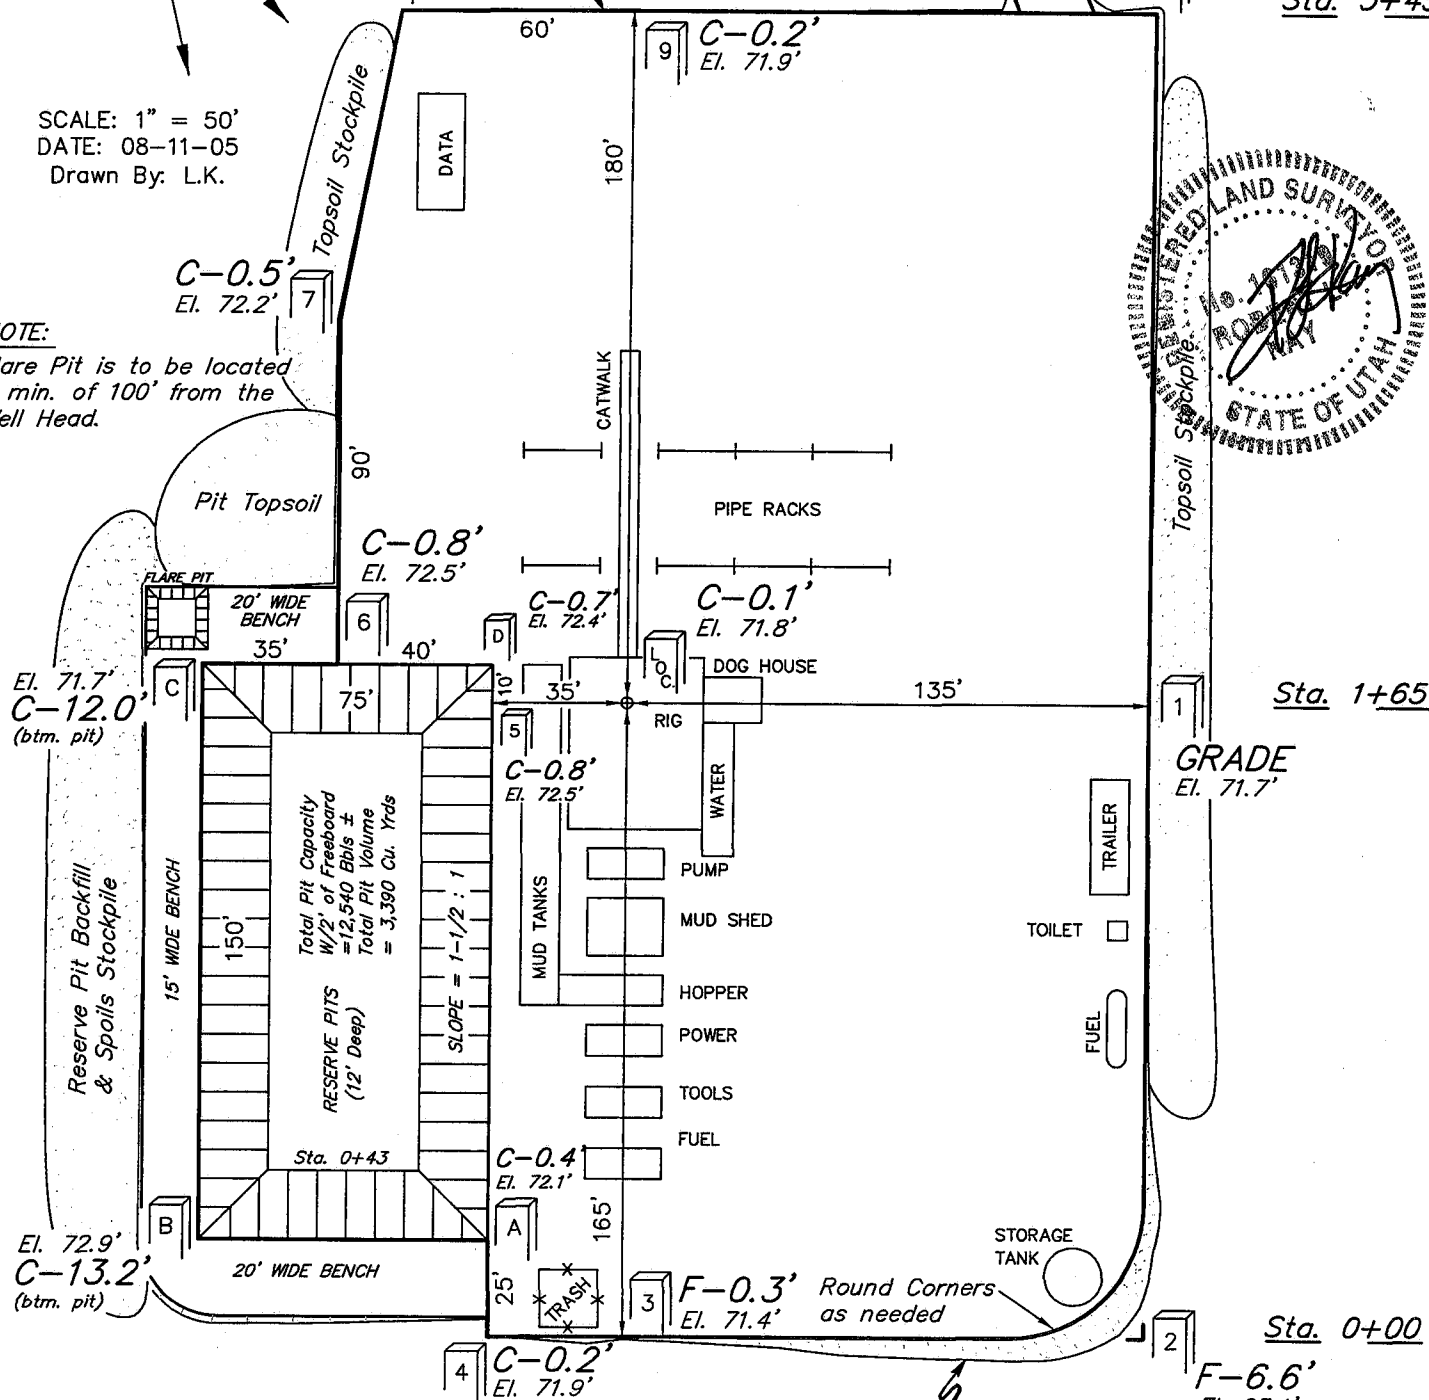 Sta. 3+45
60'
9
C-0.2'
El. 71.9'
SCALE: 1" = 50'
DATE: 08-11-05
Drawn By: L.K.
DATA
Topsoil Stockpile
180'
REGISTERED LAND SURVEYOR
No.
ROBERT
KAY
STATE OF UTAH
C-0.5'
El. 72.2'
7
Topsoil Stockpile
OTE:
lare Pit is to be located
min. of 100' from the
ell Head.
CATWALK
90'
Pit Topsoil
PIPE RACKS
C-0.8'
El. 72.5'
6
FLARE PIT
20' WIDE
BENCH
C-0.7'
El. 72.4'
D
C-0.1'
El. 71.8'
LOC.
35'
40'
DOG HOUSE
El. 71.7'
C-12.0'
(btm. pit)
C
75'
10'
35'
RIG
135'
1
Sta. 1+65
GRADE
El. 71.7'
5
C-0.8'
El. 72.5'
WATER
TRAILER
PUMP
Total Pit Capacity
W/2' of Freeboard
=12,540 Bbls ±
Total Pit Volume
= 3,390 Cu. Yrds
RESERVE PITS
(12' Deep)
SLOPE = 1-1/2 : 1
150'
15' WIDE BENCH
Reserve Pit Backfill
& Spoils Stockpile
MUD TANKS
MUD SHED
TOILET
HOPPER
POWER
FUEL
TOOLS
FUEL
Sta. 0+43
C-0.4'
El. 72.1'
A
165'
B
El. 72.9'
C-13.2'
(btm. pit)
20' WIDE BENCH
25'
TRASH
3
F-0.3'
El. 71.4'
Round Corners
as needed
STORAGE
TANK
2
Sta. 0+00
F-6.6'
4
C-0.2'
El. 71.9'